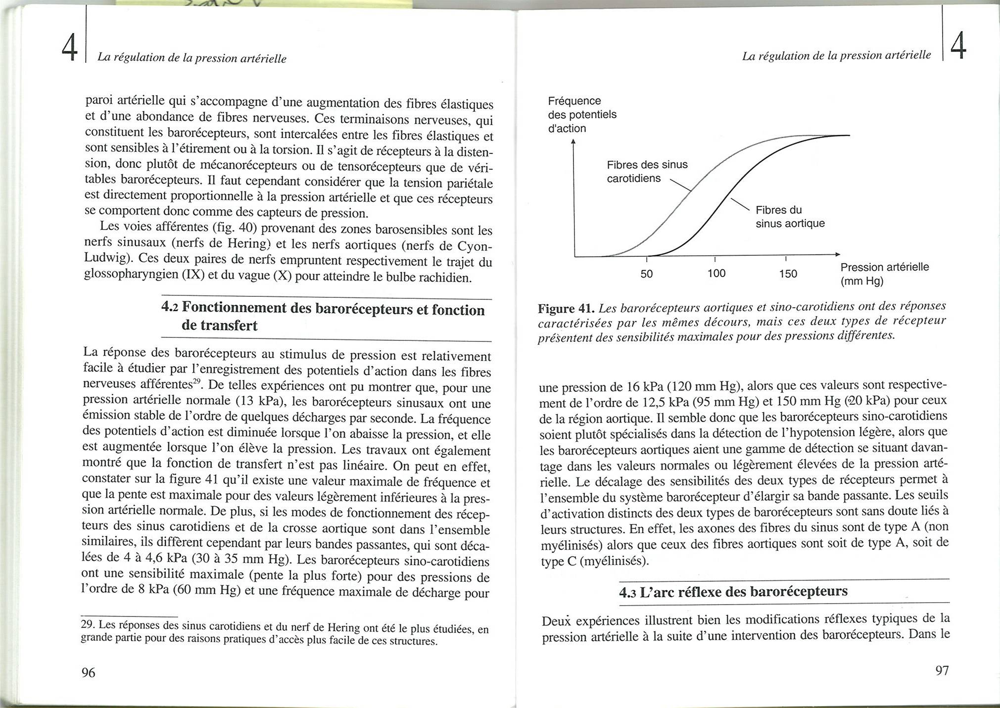 4
La régulation de la pression artérielle
paroi artérielle qui s'accompagne d'une augmentation des fibres élastiques
et d'une abondance de fibres nerveuses. Ces terminaisons nerveuses, qui
constituent les barorécepteurs, sont intercalées entre les fibres élastiques et
sont sensibles à l'étirement ou à la torsion. Il s'agit de récepteurs à la disten-
sion, donc plutôt de mécanorécepteurs ou de tensorécepteurs que de véri-
tables barorécepteurs. Il faut cependant considérer que la tension pariétale
est directement proportionnelle à la pression artérielle et que ces récepteurs
se comportent donc comme des capteurs de pression.
Les voies afférentes (fig. 40) provenant des zones barosensibles sont les
nerfs sinusaux (nerfs de Hering) et les nerfs aortiques (nerfs de Cyon-
Ludwig). Ces deux paires de nerfs empruntent respectivement le trajet du
glossopharyngien (IX) et du vague (X) pour atteindre le bulbe rachidien.
4.2 Fonctionnement des barorécepteurs et fonction
de transfert
La réponse des barorécepteurs au stimulus de pression est relativement
facile à étudier par l'enregistrement des potentiels d'action dans les fibres
nerveuses afférentes²⁹. De telles expériences ont pu montrer que, pour une
pression artérielle normale (13 kPa), les barorécepteurs sinusaux ont une
émission stable de l'ordre de quelques décharges par seconde. La fréquence
des potentiels d'action est diminuée lorsque l'on abaisse la pression, et elle
est augmentée lorsque l'on élève la pression. Les travaux ont également
montré que la fonction de transfert n'est pas linéaire. On peut en effet,
constater sur la figure 41 qu'il existe une valeur maximale de fréquence et
que la pente est maximale pour des valeurs légèrement inférieures à la pres-
sion artérielle normale. De plus, si les modes de fonctionnement des récep-
teurs des sinus carotidiens et de la crosse aortique sont dans l'ensemble
similaires, ils diffèrent cependant par leurs bandes passantes, qui sont déca-
lées de 4 à 4,6 kPa (30 à 35 mm Hg). Les barorécepteurs sino-carotidiens
ont une sensibilité maximale (pente la plus forte) pour des pressions de
l'ordre de 8 kPa (60 mm Hg) et une fréquence maximale de décharge pour
29. Les réponses des sinus carotidiens et du nerf de Hering ont été le plus étudiées, en
grande partie pour des raisons pratiques d'accès plus facile de ces structures.
96
La régulation de la pression artérielle
4
Fréquence
des potentiels
d'action
Fibres des sinus
carotidiens
Fibres du
sinus aortique
50
100
150
Pression artérielle
(mm Hg)
Figure 41. Les barorécepteurs aortiques et sino-carotidiens ont des réponses
caractérisées par les mêmes décours, mais ces deux types de récepteur
présentent des sensibilités maximales pour des pressions différentes.
une pression de 16 kPa (120 mm Hg), alors que ces valeurs sont respective-
ment de l'ordre de 12,5 kPa (95 mm Hg) et 150 mm Hg (20 kPa) pour ceux
de la région aortique. Il semble donc que les barorécepteurs sino-carotidiens
soient plutôt spécialisés dans la détection de l'hypotension légère, alors que
les barorécepteurs aortiques aient une gamme de détection se situant davan-
tage dans les valeurs normales ou légèrement élevées de la pression arté-
rielle. Le décalage des sensibilités des deux types de récepteurs permet à
l'ensemble du système barorécepteur d'élargir sa bande passante. Les seuils
d'activation distincts des deux types de barorécepteurs sont sans doute liés à
leurs structures. En effet, les axones des fibres du sinus sont de type A (non
myélinisés) alors que ceux des fibres aortiques sont soit de type A, soit de
type C (myélinisés).
4.3 L'arc réflexe des barorécepteurs
Deux expériences illustrent bien les modifications réflexes typiques de la
pression artérielle à la suite d'une intervention des barorécepteurs. Dans le
97